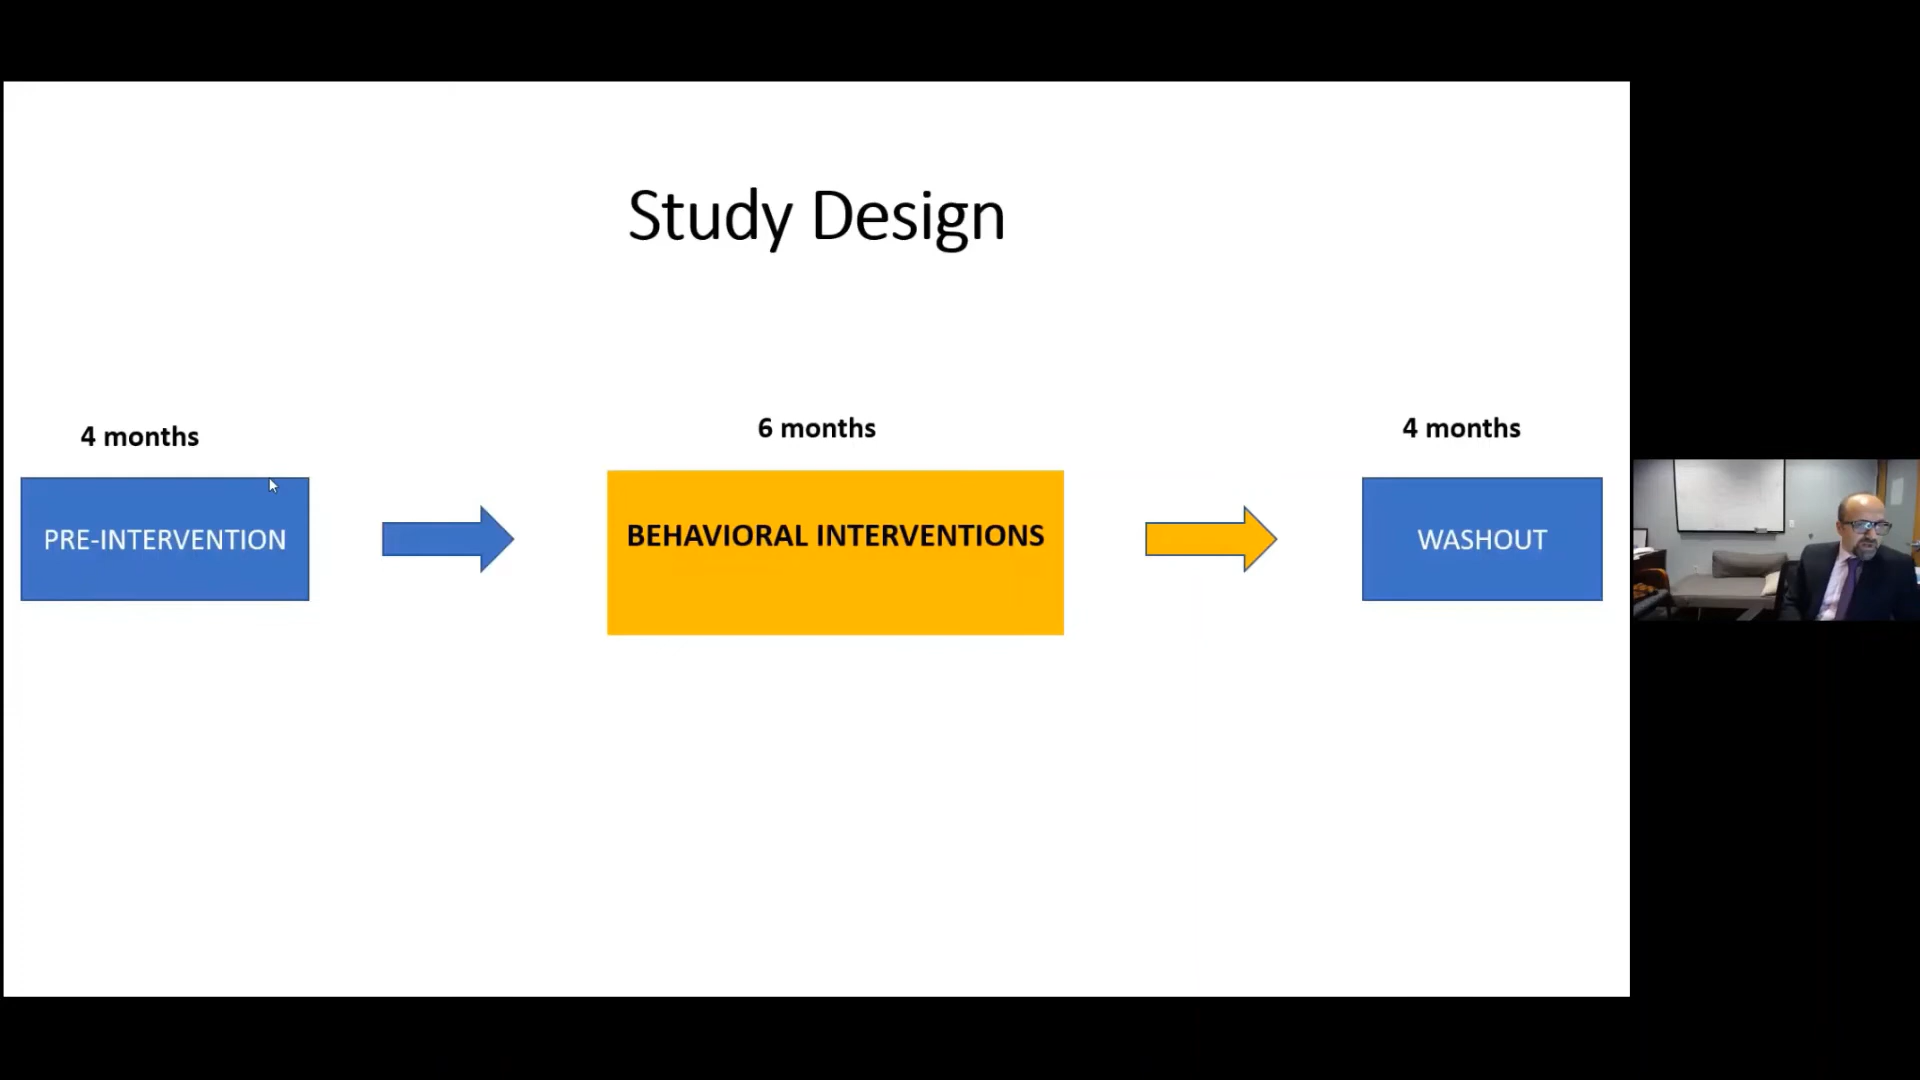 Study Design
4 months
6 months
4 months
PRE-INTERVENTION
BEHAVIORAL INTERVENTIONS
WASHOUT